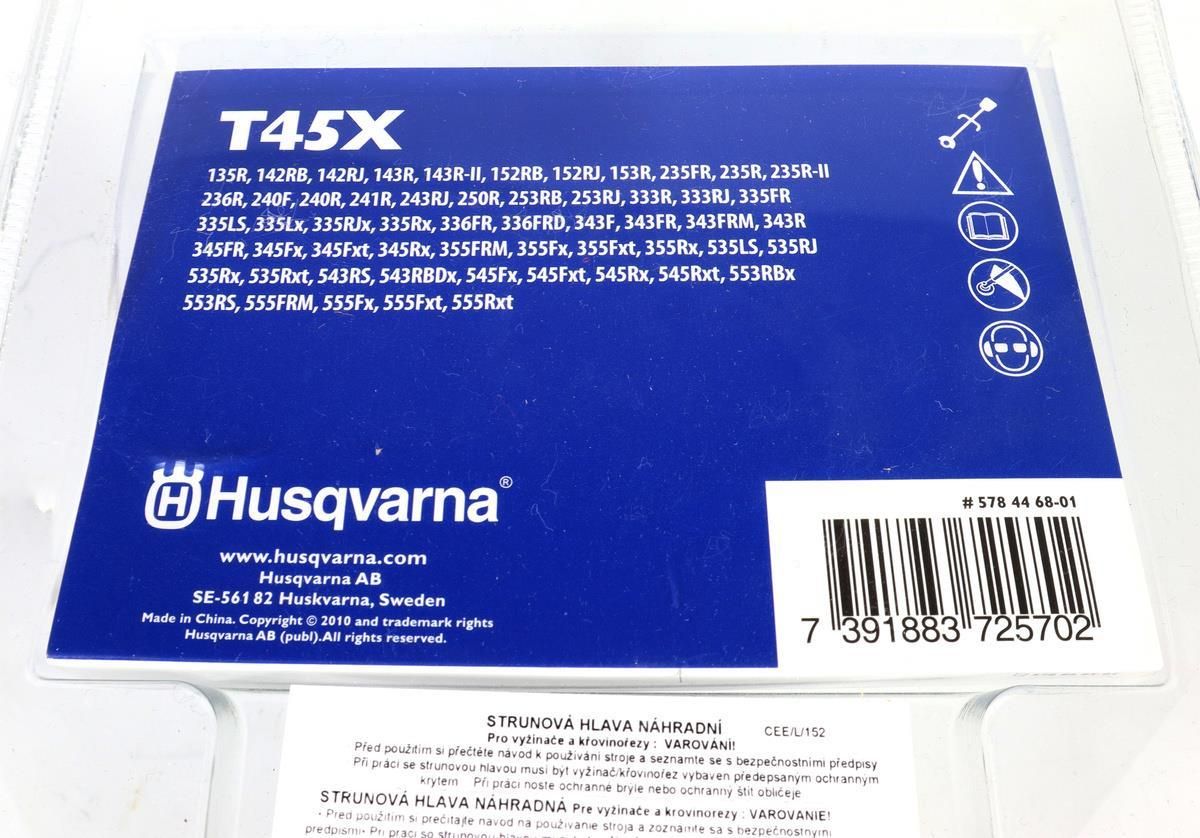 T45X
135R, 142RB, 142RJ, 143R, 143R-II, 152RB, 152RJ, 153R, 235FR, 235R, 235R-II
236R, 240F, 240R, 241R, 243RJ, 250R, 253RB, 253RJ, 333R, 333RJ, 335FR
335LS, 335Lx, 335RJx, 335Rx, 336FR, 336FRD, 343F, 343FR, 343FRM, 343R
345FR, 345Fx, 345Fxt, 345Rx, 355FRM, 355Fx, 355Fxt, 355Rx, 535LS, 535RJ
535Rx, 535Rxt, 543RS, 543RBDx, 545Fx, 545Fxt, 545Rx, 545Rxt, 553RBx
553RS, 555FRM, 555Fx, 555Fxt, 555Rxt
H Husqvarna®
www.husqvarna.com
Husqvarna AB
SE-561 82 Huskvarna, Sweden
Made in China. Copyright © 2010 and trademark rights
Husqvarna AB (publ).All rights reserved.
# 578 44 68-01
7 391883 725702
STRUNOVÁ HLAVA NÁHRADNÍ CEE/L/152
Pro vyžínače a křovinořezy : VAROVÁNÍ!
Před použitím si přečtěte návod k používání stroje a seznamte se s bezpečnostními předpisy
Při práci se strunovou hlavou musí být vyžínač/křovinořez vybaven předepsaným ochranným
krytem Při práci noste ochranné brýle nebo ochranný štít obličeje
STRUNOVÁ HLAVA NÁHRADNÁ Pre vyžínače a krovinorezy : VAROVANIE!
• Pred použitím si prečítajte návod na používanie stroja a zoznámte sa s bezpečnostnými
predpismi• Pri práci so strunovou